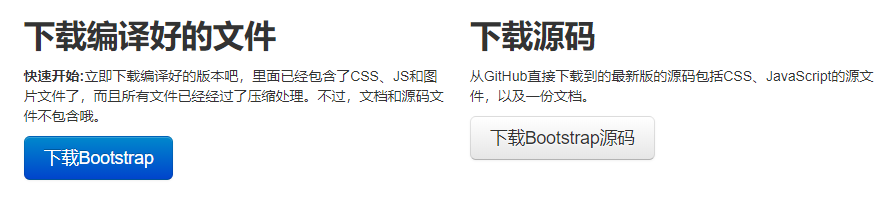 下载编译好的文件
快速开始:立即下载编译好的版本吧，里面已经包含了CSS、JS和图
片文件了，而且所有文件已经经过了压缩处理。不过，文档和源码文
件不包含哦。
下载Bootstrap
下载源码
从GitHub直接下载到的最新版的源码包括CSS、JavaScript的源文
件，以及一份文档。
下载Bootstrap源码